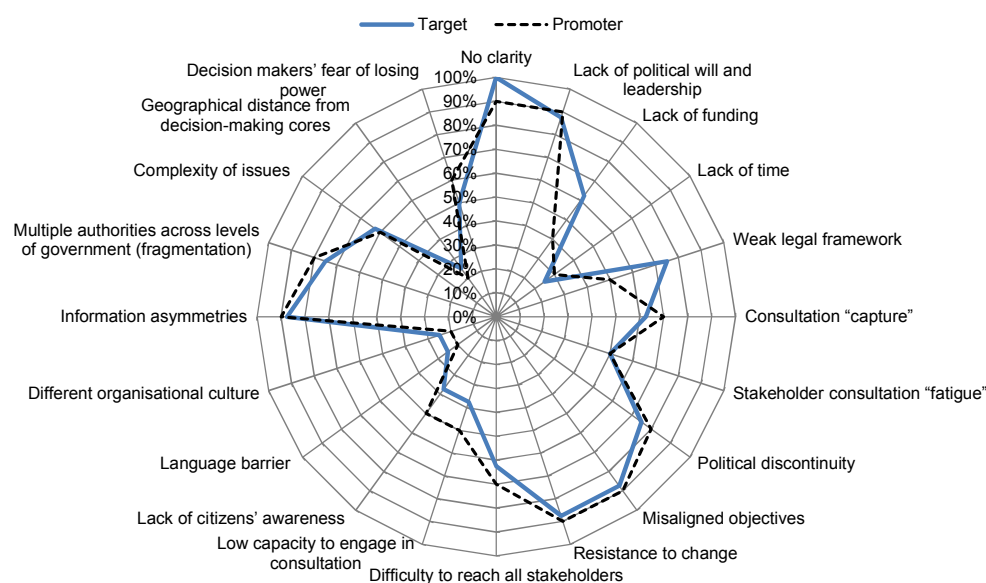 Target
Promoter
No clarity
Lack of political will and
leadership
Lack of funding
Lack of time
Weak legal framework
Consultation “capture”
Stakeholder consultation “fatigue”
Political discontinuity
Misaligned objectives
Resistance to change
Difficulty to reach all stakeholders
Low capacity to engage in
consultation
Lack of citizens’ awareness
Language barrier
Different organisational culture
Information asymmetries
Multiple authorities across levels
of government (fragmentation)
Complexity of issues
Geographical distance from
decision-making cores
Decision makers’ fear of losing
power
100%
90%
80%
70%
60%
50%
40%
30%
20%
10%
0%